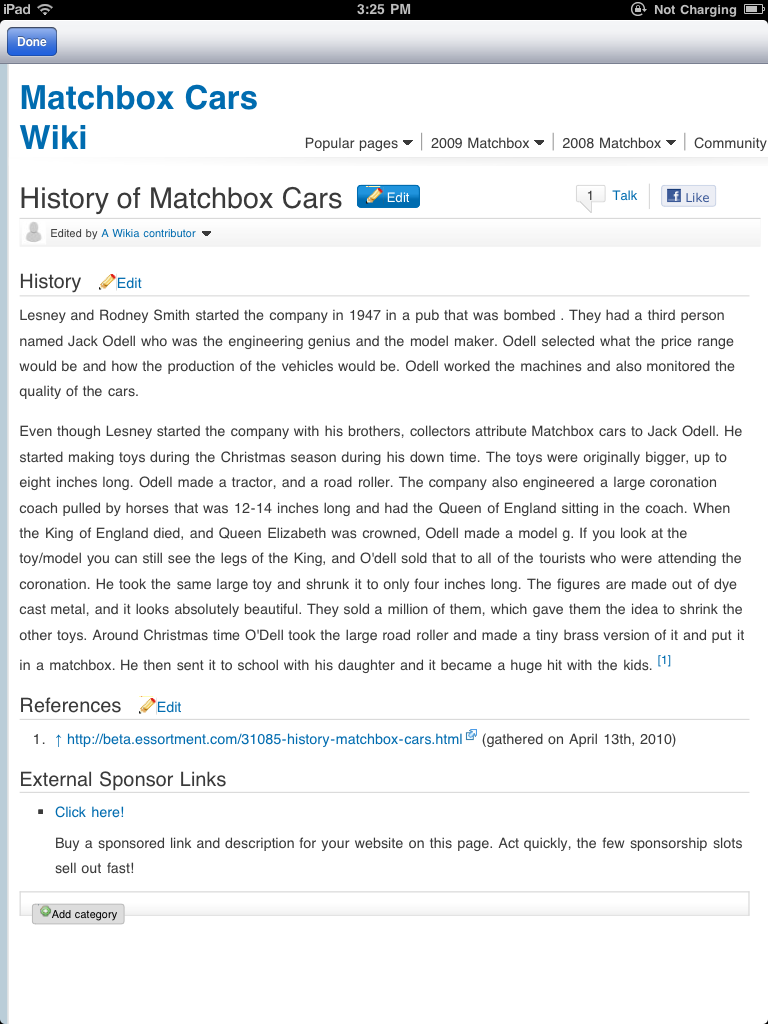 iPad 3:25 PM Not Charging
Done
Matchbox Cars
Wiki
Popular pages 2009 Matchbox 2008 Matchbox Community
History of Matchbox Cars Edit 1 Talk Like
Edited by A Wikia contributor
History Edit
Lesney and Rodney Smith started the company in 1947 in a pub that was bombed . They had a third person
named Jack Odell who was the engineering genius and the model maker. Odell selected what the price range
would be and how the production of the vehicles would be. Odell worked the machines and also monitored the
quality of the cars.
Even though Lesney started the company with his brothers, collectors attribute Matchbox cars to Jack Odell. He
started making toys during the Christmas season during his down time. The toys were originally bigger, up to
eight inches long. Odell made a tractor, and a road roller. The company also engineered a large coronation
coach pulled by horses that was 12-14 inches long and had the Queen of England sitting in the coach. When
the King of England died, and Queen Elizabeth was crowned, Odell made a model g. If you look at the
toy/model you can still see the legs of the King, and O'dell sold that to all of the tourists who were attending the
coronation. He took the same large toy and shrunk it to only four inches long. The figures are made out of dye
cast metal, and it looks absolutely beautiful. They sold a million of them, which gave them the idea to shrink the
other toys. Around Christmas time O'Dell took the large road roller and made a tiny brass version of it and put it
in a matchbox. He then sent it to school with his daughter and it became a huge hit with the kids. [1]
References Edit
1. ↑ http://beta.essortment.com/31085-history-matchbox-cars.html (gathered on April 13th, 2010)
External Sponsor Links
Click here!
Buy a sponsored link and description for your website on this page. Act quickly, the few sponsorship slots
sell out fast!
Add category